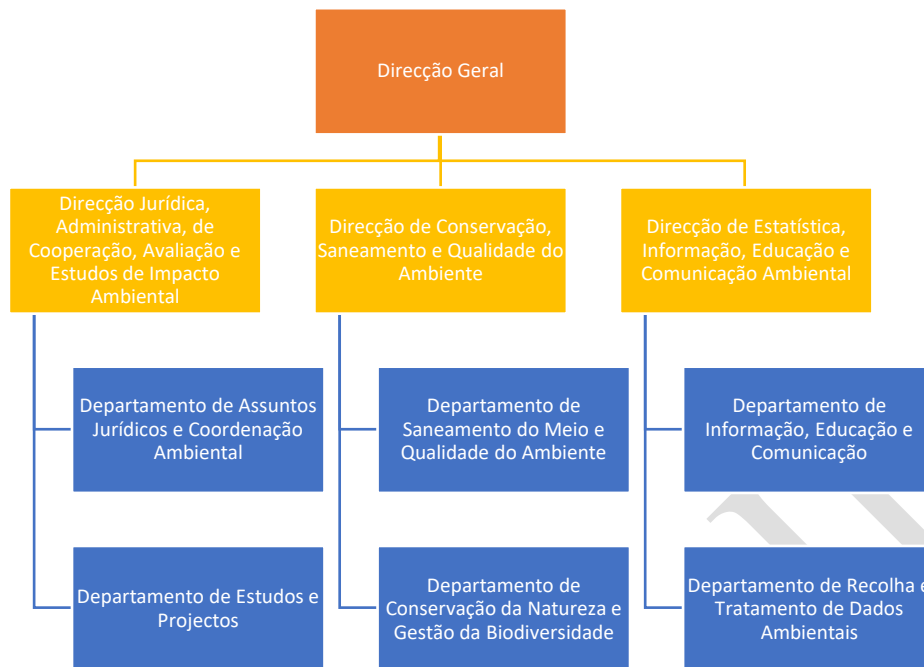 Direcção Geral
Direcção Jurídica,
Administrativa, de
Cooperação, Avaliação e
Estudos de Impacto
Ambiental
Direcção de Conservação,
Saneamento e Qualidade do
Ambiente
Direcção de Estatística,
Informação, Educação e
Comunicação Ambiental
Departamento de Assuntos
Jurídicos e Coordenação
Ambiental
Departamento de
Saneamento do Meio e
Qualidade do Ambiente
Departamento de
Informação, Educação e
Comunicação
Departamento de Estudos e
Projectos
Departamento de
Conservação da Natureza e
Gestão da Biodiversidade
Departamento de Recolha e
Tratamento de Dados
Ambientais